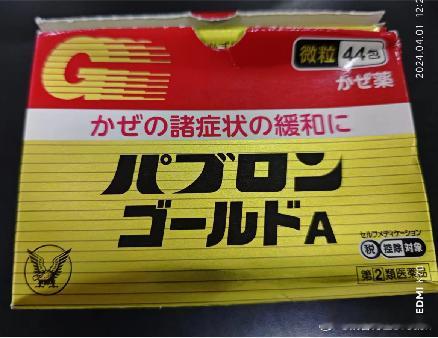 G
微粒 44包
かぜ薬
かぜの諸症状の緩和に
パブロン
ゴールドA
セルフメディケーション
税 控除 対象
第②類医薬品
2024.04.01